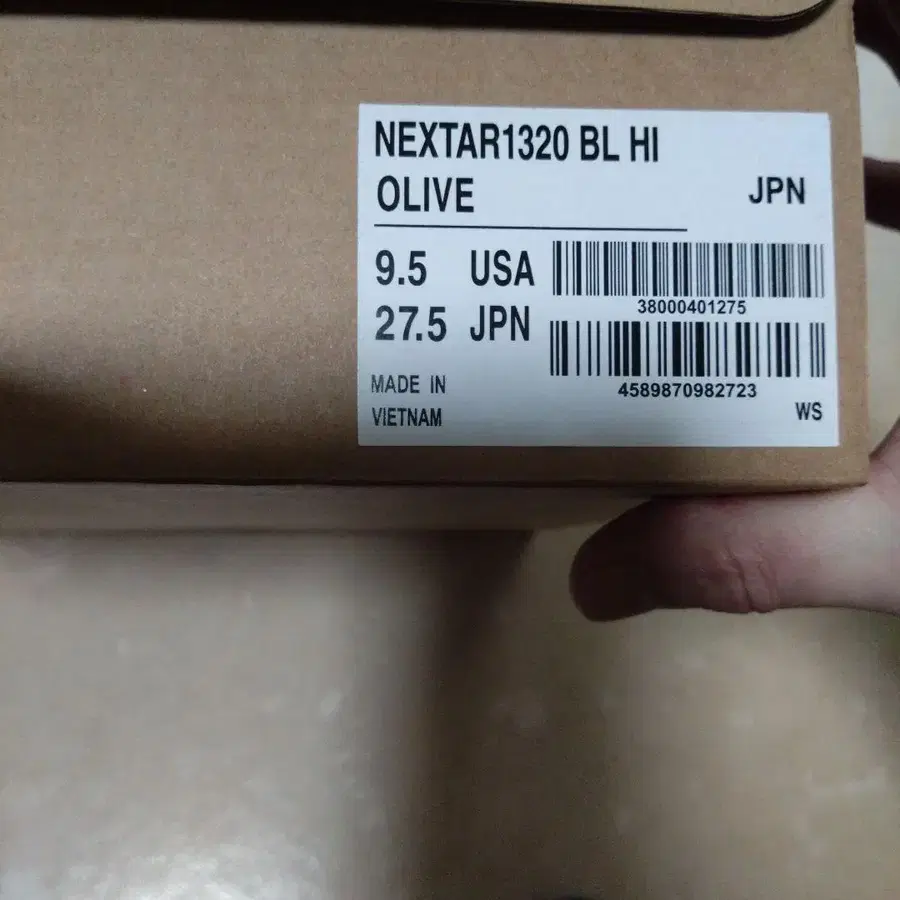 NEXTAR1320 BL HI
OLIVE JPN
9.5 USA
38000401275
27.5 JPN
4589870982723
MADE IN
VIETNAM
WS